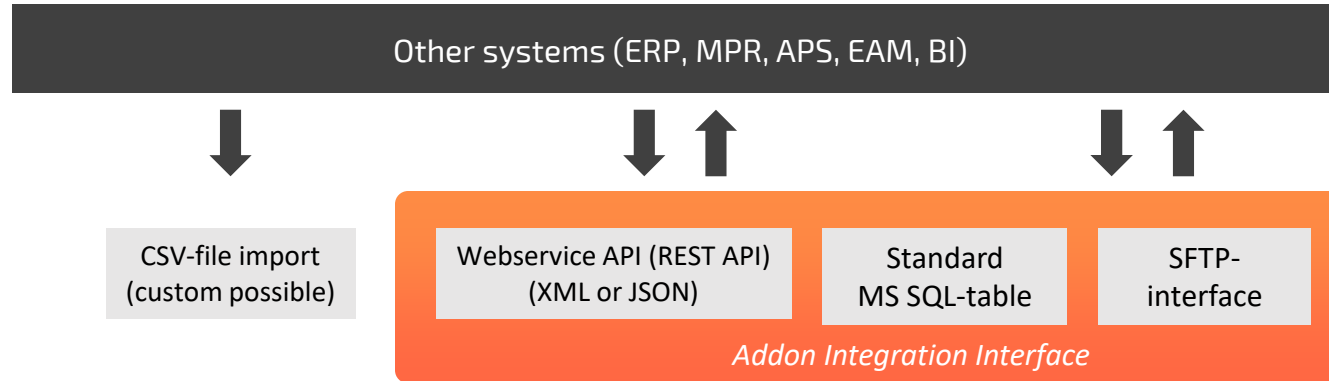 Other systems (ERP, MPR, APS, EAM, BI)
CSV-file import
(custom possible)
Webservice API (REST API)
(XML or JSON)
Standard
MS SQL-table
SFTP-
interface
Addon Integration Interface